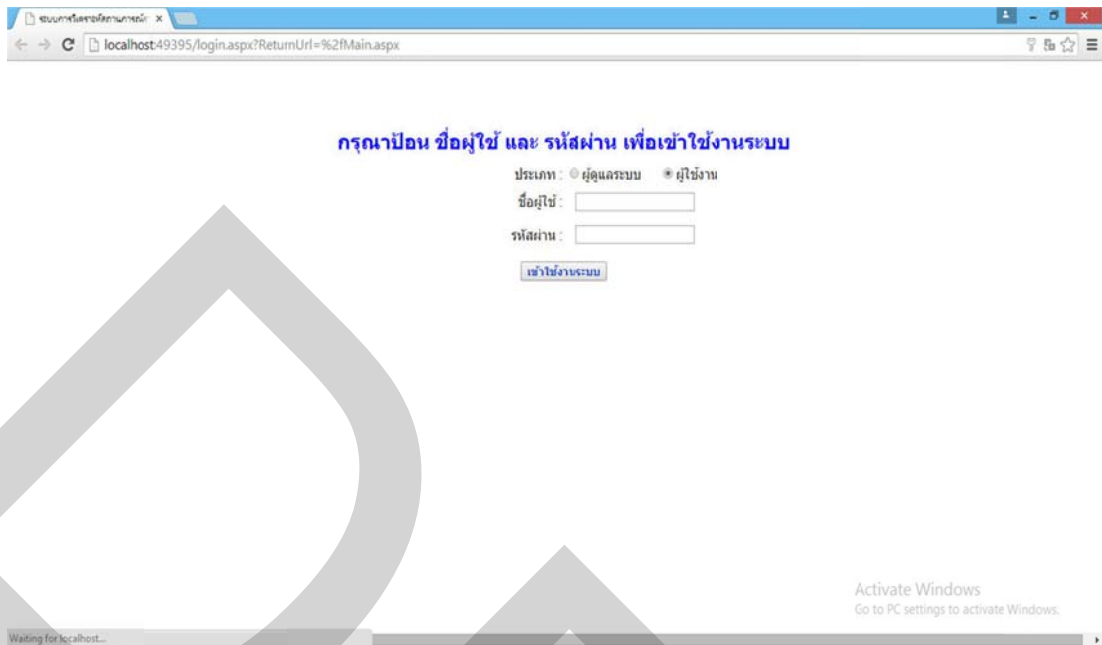 localhost:49395/login.aspx?ReturnUrl=%2fMain.aspx
กรุณาป้อน ชื่อผู้ใช้ และ รหัสผ่าน เพื่อเข้าใช้งานระบบ
ประเภท : ผู้ดูแลระบบ ผู้ใช้งาน
ชื่อผู้ใช้ :
รหัสผ่าน :
เข้าใช้งานระบบ
Activate Windows
Go to PC settings to activate Windows.
Waiting for localhost...